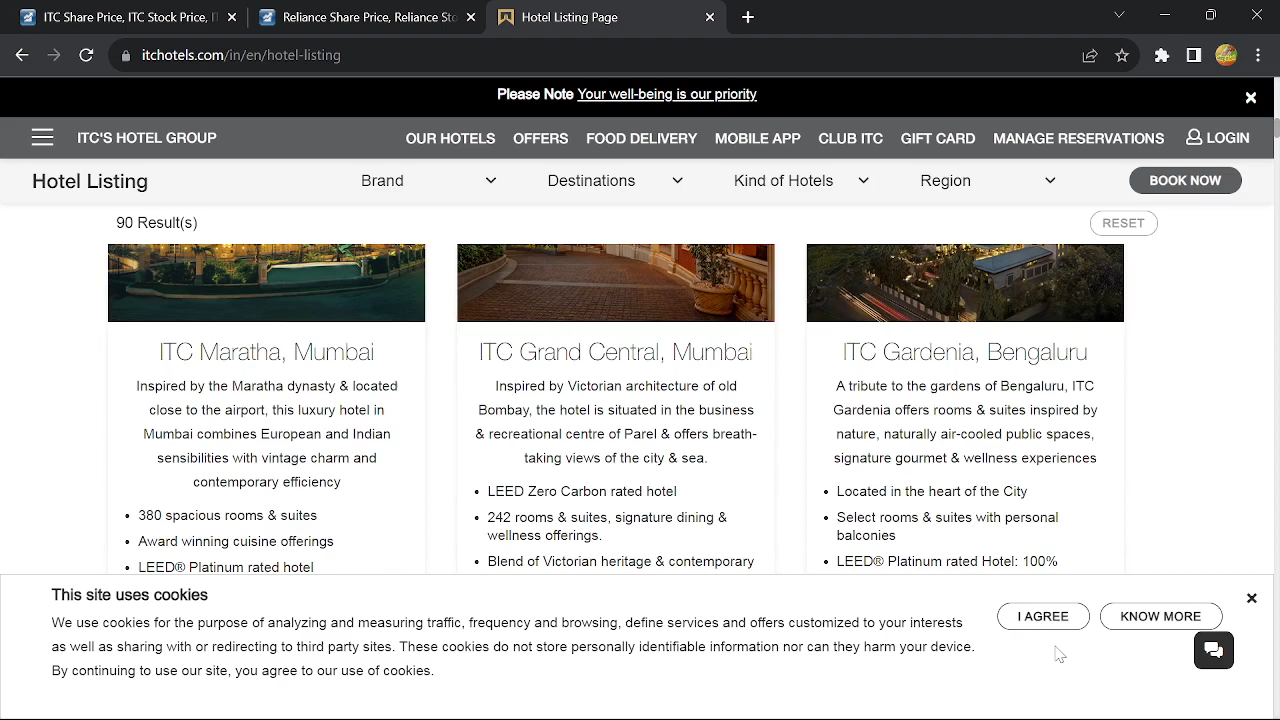 ITC Share Price, ITC Stock Price, I
Reliance Share Price, Reliance Sto
Hotel Listing Page
itchotels.com/in/en/hotel-listing
Please Note Your well-being is our priority
ITC'S HOTEL GROUP
OUR HOTELS
OFFERS
FOOD DELIVERY
MOBILE APP
CLUB ITC
GIFT CARD
MANAGE RESERVATIONS
LOGIN
Hotel Listing
Brand
Destinations
Kind of Hotels
Region
BOOK NOW
90 Result(s)
RESET
ITC Maratha, Mumbai
Inspired by the Maratha dynasty & located
close to the airport, this luxury hotel in
Mumbai combines European and Indian
sensibilities with vintage charm and
contemporary efficiency
• 380 spacious rooms & suites
• Award winning cuisine offerings
• LEED® Platinum rated hotel
ITC Grand Central, Mumbai
Inspired by Victorian architecture of old
Bombay, the hotel is situated in the business
& recreational centre of Parel & offers breath-
taking views of the city & sea.
• LEED Zero Carbon rated hotel
• 242 rooms & suites, signature dining &
wellness offerings.
• Blend of Victorian heritage & contemporary
ITC Gardenia, Bengaluru
A tribute to the gardens of Bengaluru, ITC
Gardenia offers rooms & suites inspired by
nature, naturally air-cooled public spaces,
signature gourmet & wellness experiences
• Located in the heart of the City
• Select rooms & suites with personal
balconies
• LEED® Platinum rated Hotel: 100%
This site uses cookies
We use cookies for the purpose of analyzing and measuring traffic, frequency and browsing, define services and offers customized to your interests
as well as sharing with or redirecting to third party sites. These cookies do not store personally identifiable information nor can they harm your device.
By continuing to use our site, you agree to our use of cookies.
I AGREE
KNOW MORE